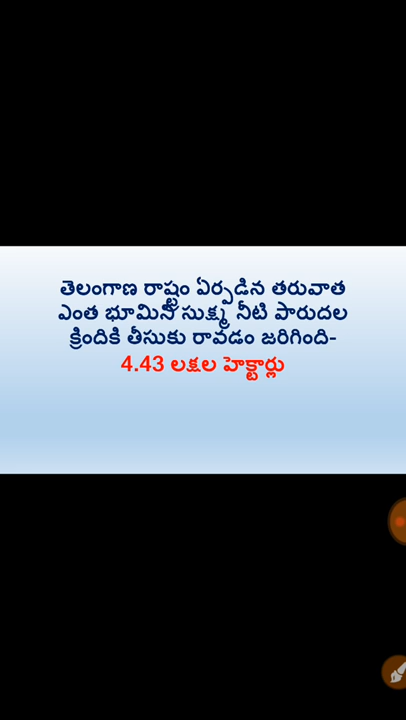 తెలంగాణ రాష్ట్రం ఏర్పడిన తరువాత
ఎంత భూమిని సుక్ష్మ నీటి పారుదల
క్రిందికి తీసుకు రావడం జరిగింది-
4.43 లక్షల హెక్టార్లు